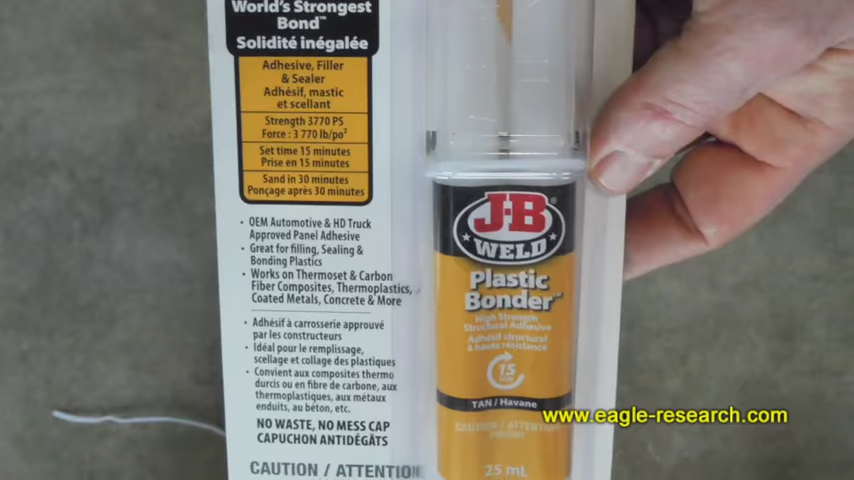 World's Strongest
Bond™
Solidité inégalée
Adhesive, Filler
& Sealer
Adhésif, mastic
et scellant
Strength 3770 PS
Force : 3 770 lb/po²
Set time 15 minutes
Prise en 15 minutes
Sand in 30 minutes
Ponçage après 30 minutes
• OEM Automotive & HD Truck
Approved Panel Adhesive
• Great for filling, Sealing &
Bonding Plastics
• Works on Thermoset & Carbon
Fiber Composites, Thermoplastics,
Coated Metals, Concrete & More
• Adhésif à carrosserie approuvé
par les constructeurs
• Idéal pour le remplissage,
scellage et collage des plastiques
• Convient aux composites thermo
durcis ou en fibre de carbone, aux
thermoplastiques, aux métaux
enduits, au béton, etc.
NO WASTE, NO MESS CAP
CAPUCHON ANTIDÉGÂTS
CAUTION / ATTENTION
J-B®
WELD
Plastic
Bonder™
High Strength
Structural Adhesive
Adhésif structural
à haute résistance
15
TAN / Havane
CAUTION / ATTENTION
25 mL
www.eagle-research.com